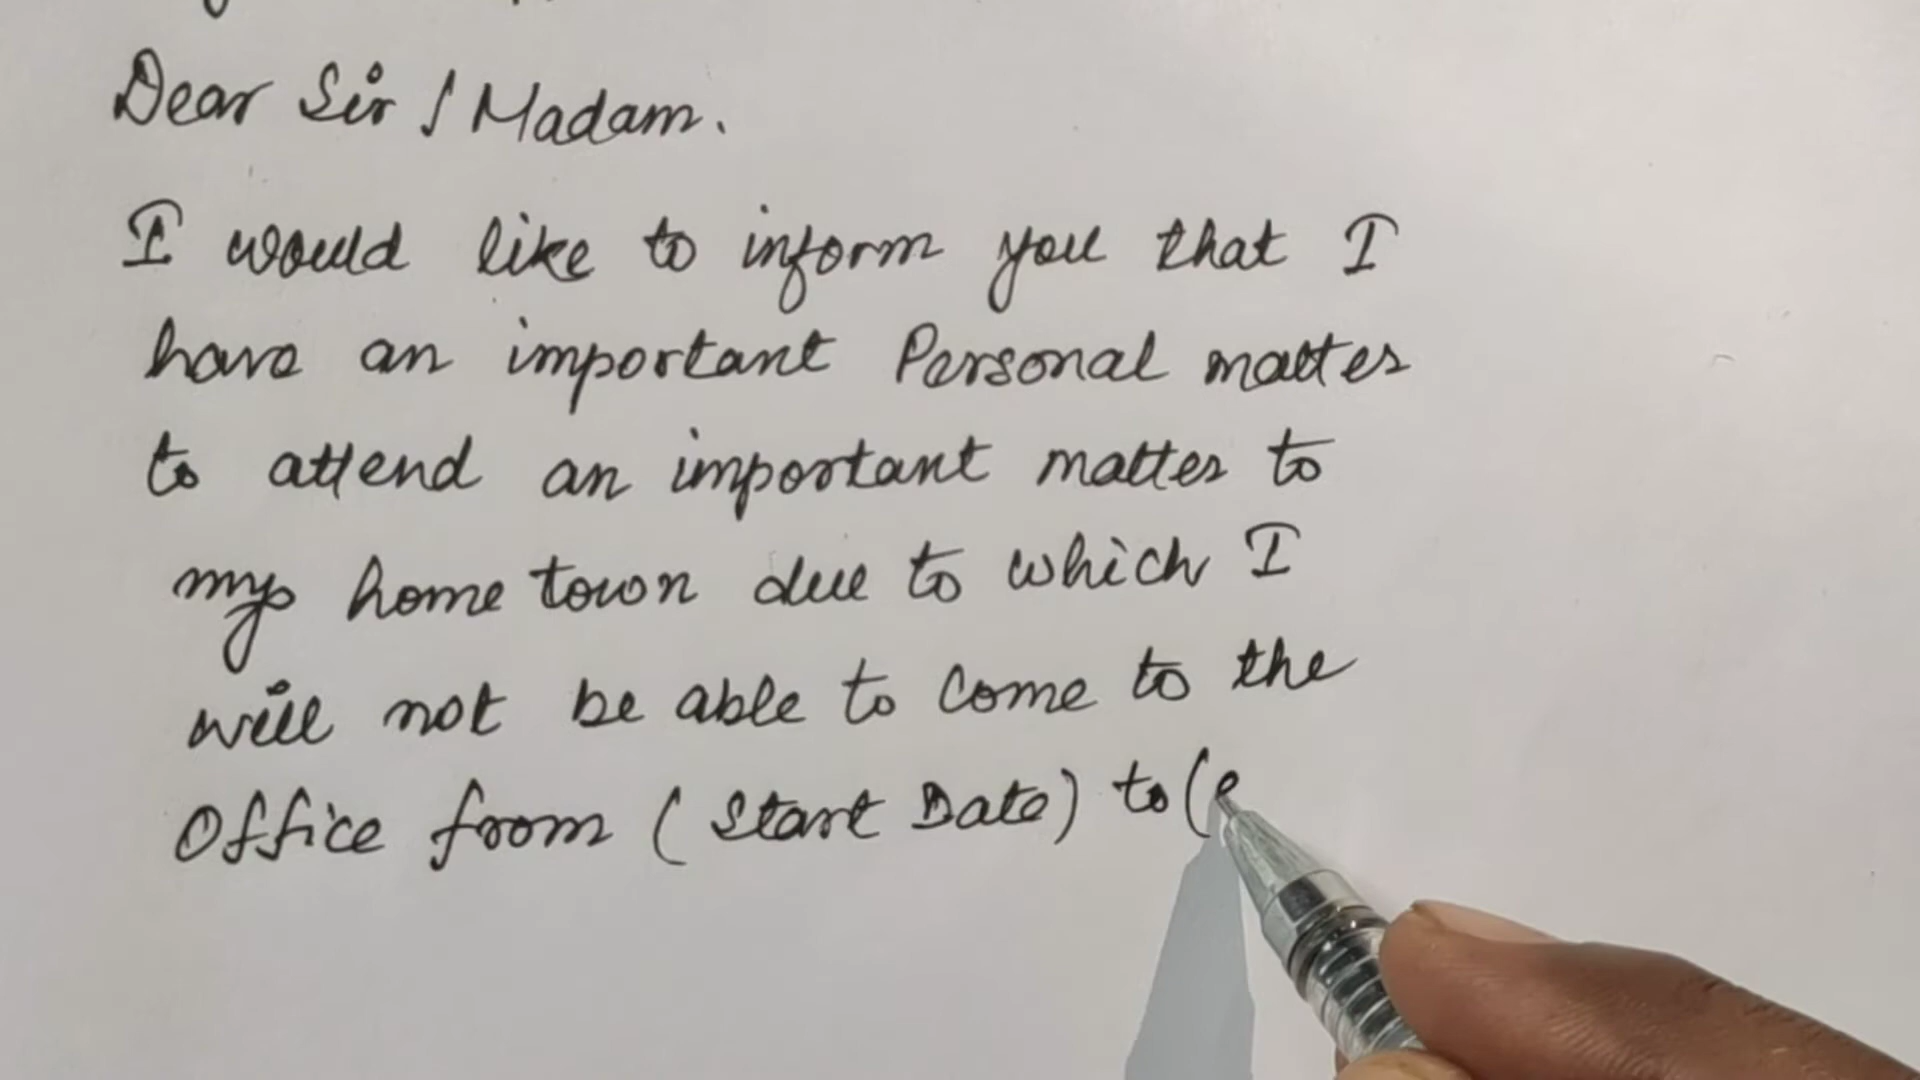 Dear Sir / Madam.
I would like to inform you that I
have an important Personal matter
to attend an important matter to
my home town due to which I
will not be able to come to the
Office from (Start Date) to (e